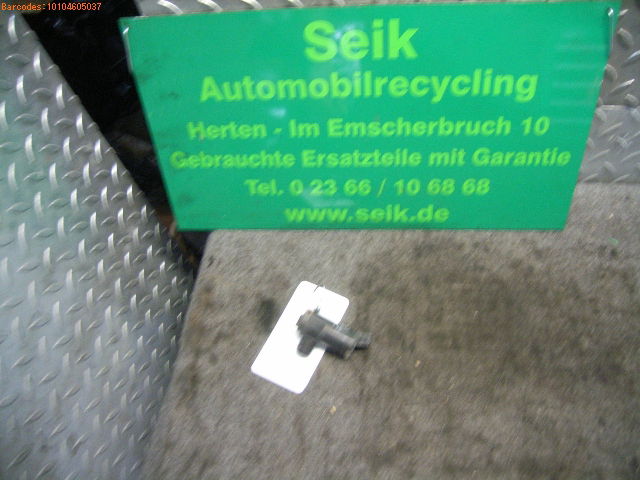 Barcodes:10104605037
Seik
Automobilrecycling
Herten - Im Emscherbruch 10
Gebrauchte Ersatzteile mit Garantie
Tel. 0 23 66 / 10 68 68
www.seik.de